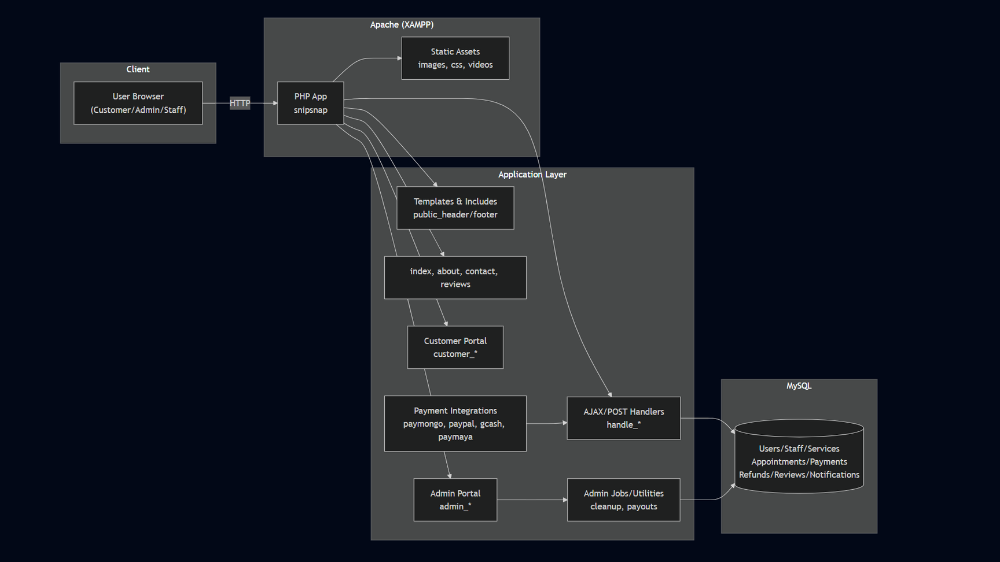 Apache (XAMPP)
Static Assets
images, css, videos
Client
User Browser
(Customer/Admin/Staff)
HTTP
PHP App
snipsnap
Application Layer
Templates & Includes
public_header/footer
index, about, contact,
reviews
Customer Portal
customer_*
Payment Integrations
paymongo, paypal, gcash,
paymaya
AJAX/POST Handlers
handle_*
Admin Portal
admin_*
Admin Jobs/Utilities
cleanup, payouts
MySQL
Users/Staff/Services
Appointments/Payments
Refunds/Reviews/Notifications